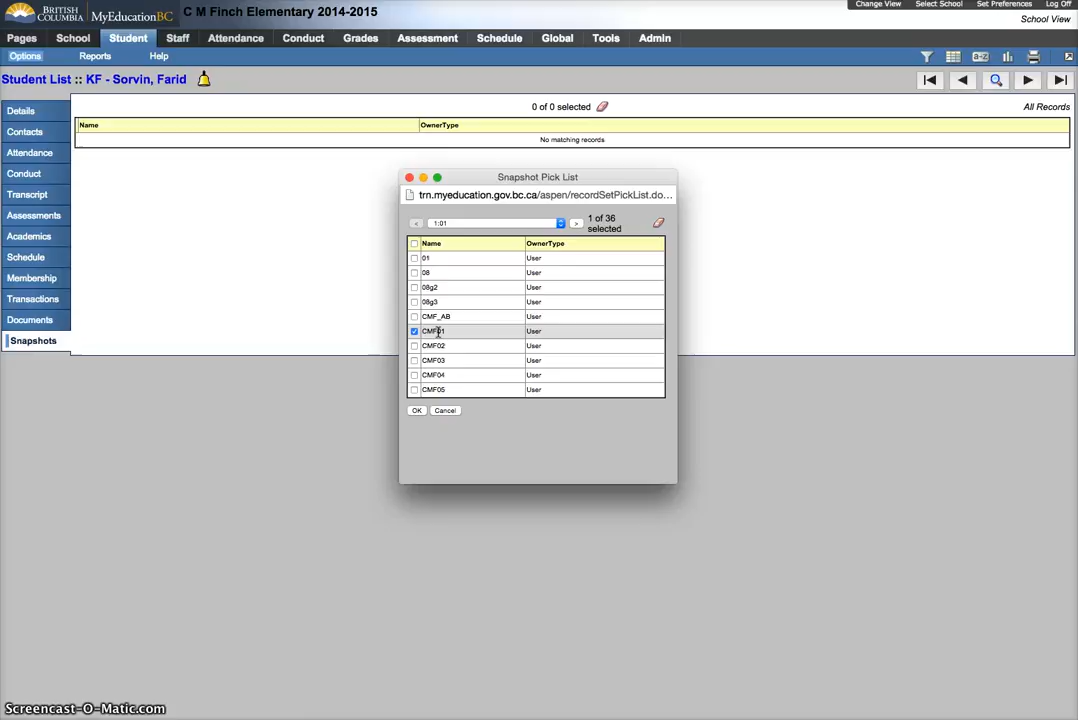 BRITISH COLUMBIA MyEducationBC C M Finch Elementary 2014-2015 Change View Select School Set Preferences Log Off
School View
Pages School Student Staff Attendance Conduct Grades Assessment Schedule Global Tools Admin
Options Reports Help a-z
Student List :: KF - Sorvin, Farid
Details
Contacts
Attendance
Conduct
Transcript
Assessments
Academics
Schedule
Membership
Transactions
Documents
Snapshots
0 of 0 selected All Records
Name OwnerType
No matching records
Snapshot Pick List
trn.myeducation.gov.bc.ca/aspen/recordSetPickList.do...
< 1:01 > 1 of 36 selected
Name OwnerType
01 User
08 User
08g2 User
08g3 User
CMF_AB User
CMF01 User
CMF02 User
CMF03 User
CMF04 User
CMF05 User
OK Cancel
Screencast-O-Matic.com